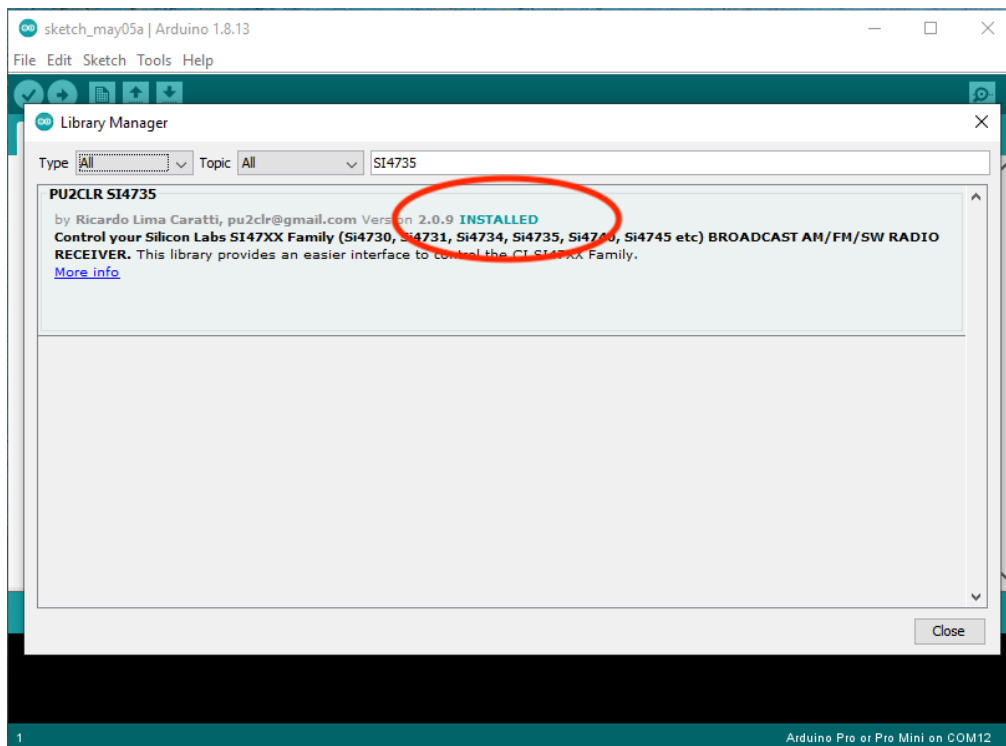 sketch_may05a | Arduino 1.8.13
File Edit Sketch Tools Help
Library Manager
Type All Topic All SI4735
PU2CLR SI4735
by Ricardo Lima Caratti, pu2clr@gmail.com Version 2.0.9 INSTALLED
Control your Silicon Labs SI47XX Family (Si4730, Si4731, Si4734, Si4735, Si4740, Si4745 etc) BROADCAST AM/FM/SW RADIO
RECEIVER. This library provides an easier interface to control the CI SI47XX Family.
More info
Close
1 Arduino Pro or Pro Mini on COM12